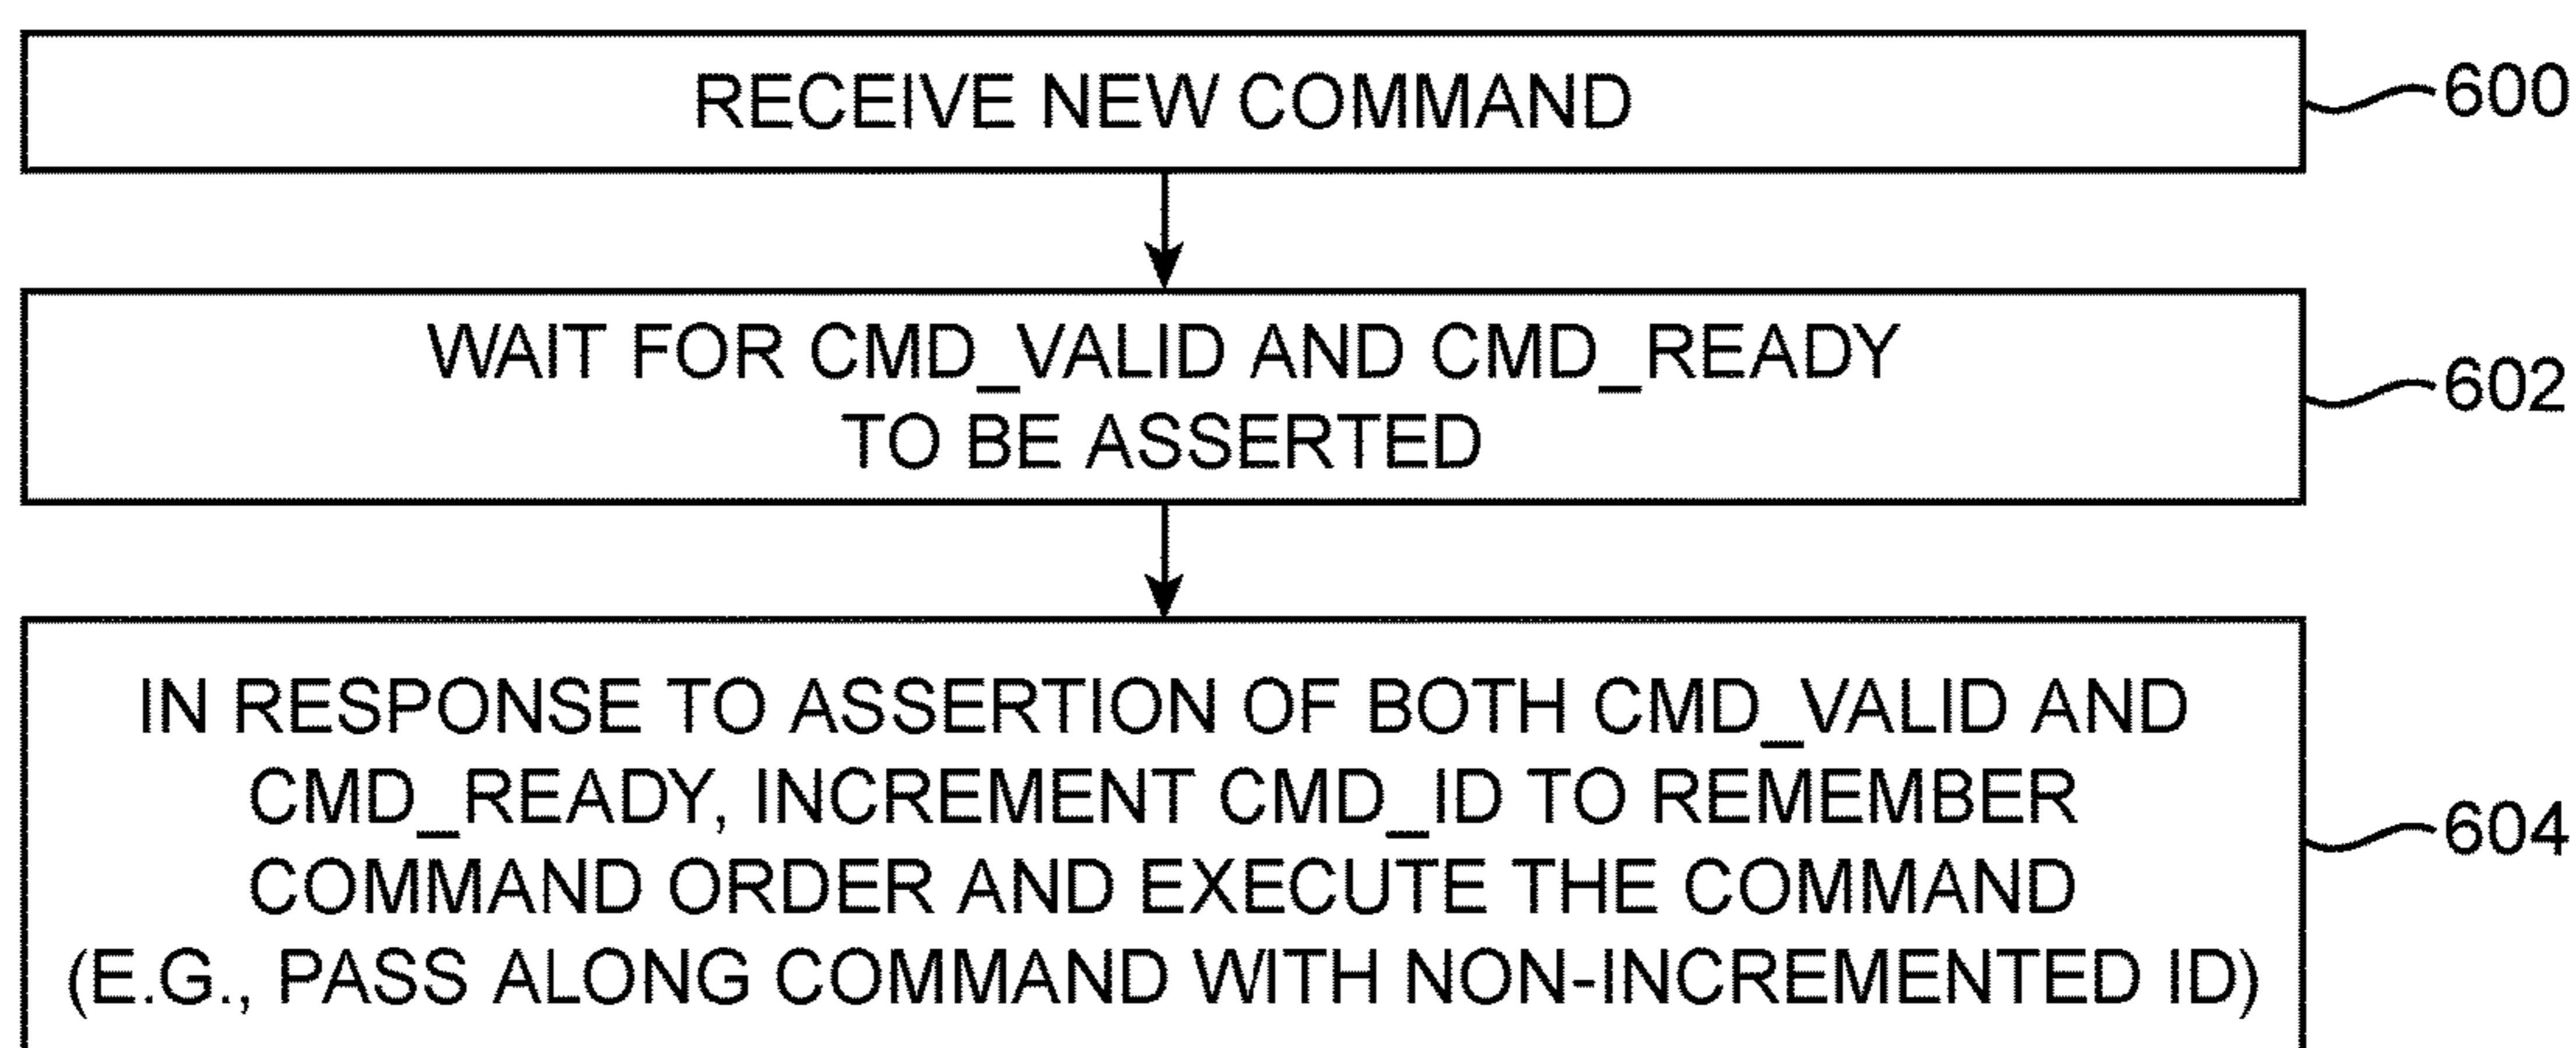 RECEIVE NEW COMMAND
600
WAIT FOR CMD_VALID AND CMD_READY
TO BE ASSERTED
602
IN RESPONSE TO ASSERTION OF BOTH CMD_VALID AND
CMD_READY, INCREMENT CMD_ID TO REMEMBER
COMMAND ORDER AND EXECUTE THE COMMAND
(E.G., PASS ALONG COMMAND WITH NON-INCREMENTED ID)
604